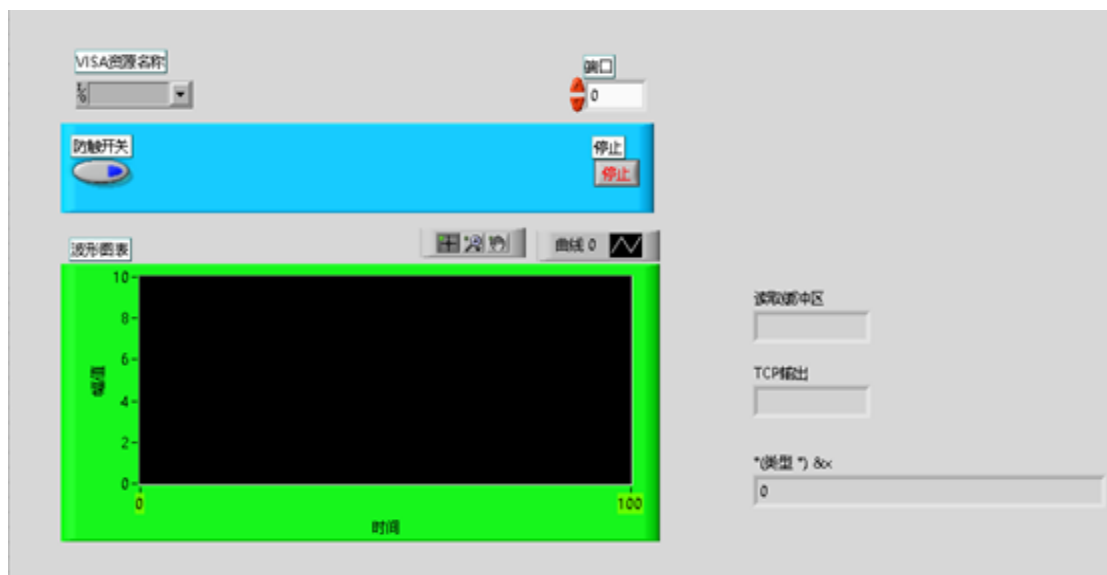 VISA资源名称
端口
I/O
0
防触开关
停止
停止
波形图表
曲线 0
10
8
6
4
2
0
幅值
0
100
时间
读取缓冲区
TCP输出
*(类型 *) &x
0